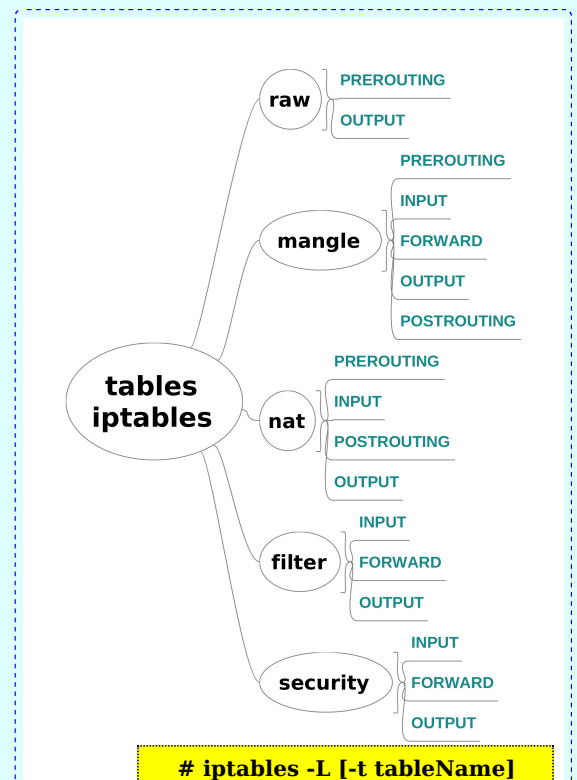 raw
PREROUTING
OUTPUT
mangle
PREROUTING
INPUT
FORWARD
OUTPUT
POSTROUTING
tables
iptables
nat
PREROUTING
INPUT
POSTROUTING
OUTPUT
filter
INPUT
FORWARD
OUTPUT
security
INPUT
FORWARD
OUTPUT
# iptables -L [-t tableName]